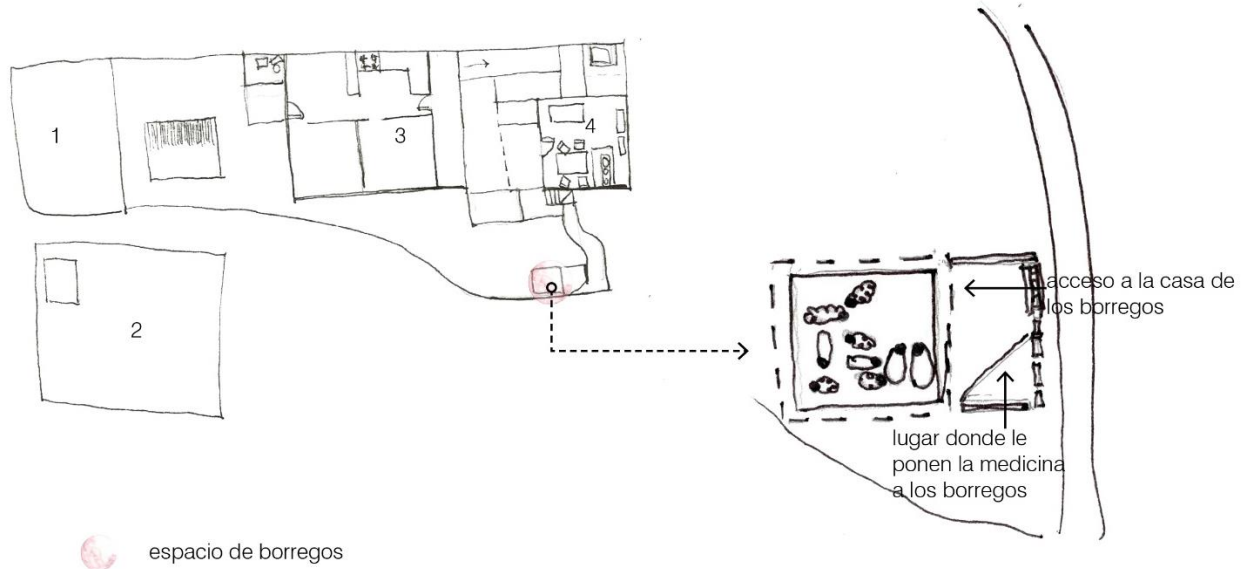 1
3
4
2
acceso a la casa de
los borregos
lugar donde le
ponen la medicina
a los borregos
espacio de borregos